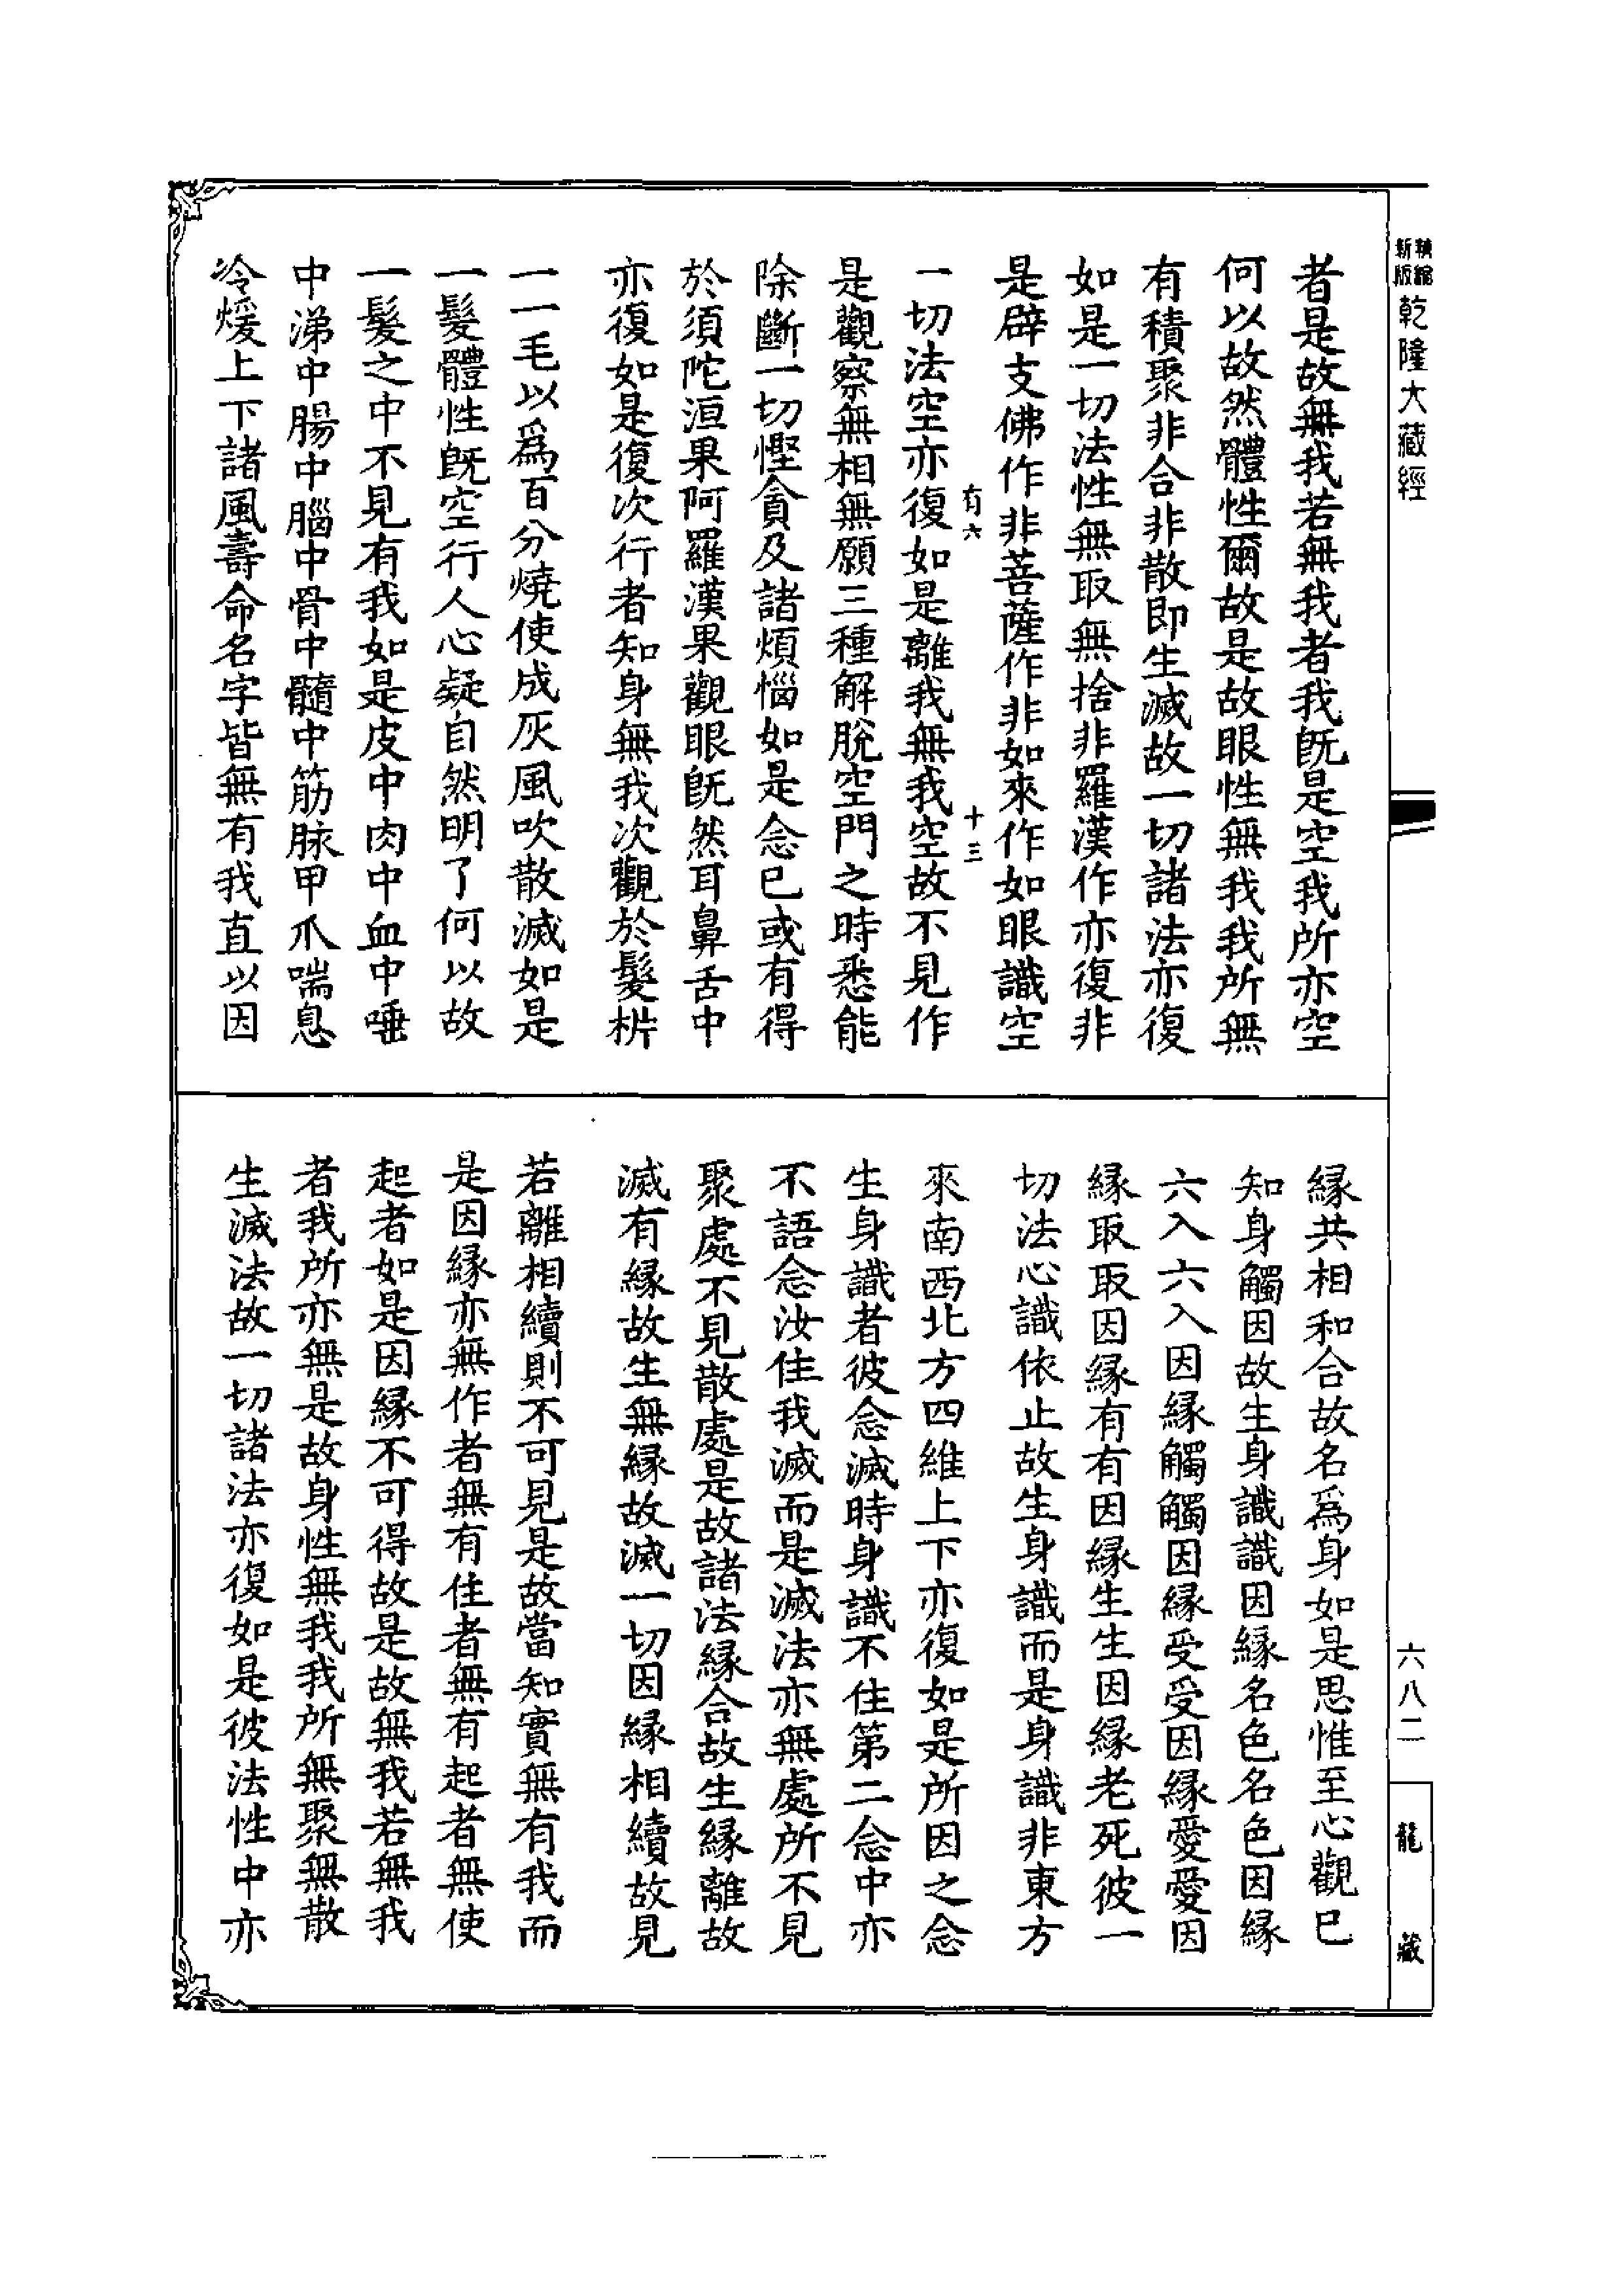 新版
精縮
乾隆大藏經
者是故無我若無我者我既是空我所亦空
何以故然體性爾故是故眼性無我我所無
有積聚非合非散即生滅故一切諸法亦復
如是一切法性無取無捨非羅漢作亦復非
是辟支佛作非菩薩作非如來作如眼識空
有六 十三
一切法空亦復如是離我無我空故不見作
是觀察無相無願三種解脫空門之時悉能
除斷一切慳貪及諸煩惱如是念已或有得
於須陀洹果阿羅漢果觀眼既然耳鼻舌中
亦復如是復次行者知身無我次觀於髮析
一一毛以為百分燒使成灰風吹散滅如是
一髮體性既空行人心凝自然明了何以故
一髮之中不見有我如是皮中肉中血中唾
中涕中腸中腦中骨中髓中筋脉甲爪喘息
冷煖上下諸風壽命名字皆無有我直以因
緣共相和合故名為身如是思惟至心觀已
知身觸因故生身識識因緣名色名色因緣
六入六入因緣觸觸因緣受受因緣愛愛因
緣取取因緣有有因緣生生因緣老死彼一
切法心識依止故生身識而是身識非東方
來南西北方四維上下亦復如是所因之念
生身識者彼念滅時身識不住第二念中亦
不語念汝住我滅而是滅法亦無處所不見
聚處不見散處是故諸法緣合故生緣離故
滅有緣故生無緣故滅一切因緣相續故見
若離相續則不可見是故當知實無有我而
是因緣亦無作者無有住者無有起者無使
起者如是因緣不可得故是故無我若無我
者我所亦無是故身性無我我所無聚無散
生滅法故一切諸法亦復如是彼法性中亦
六八二
龍藏